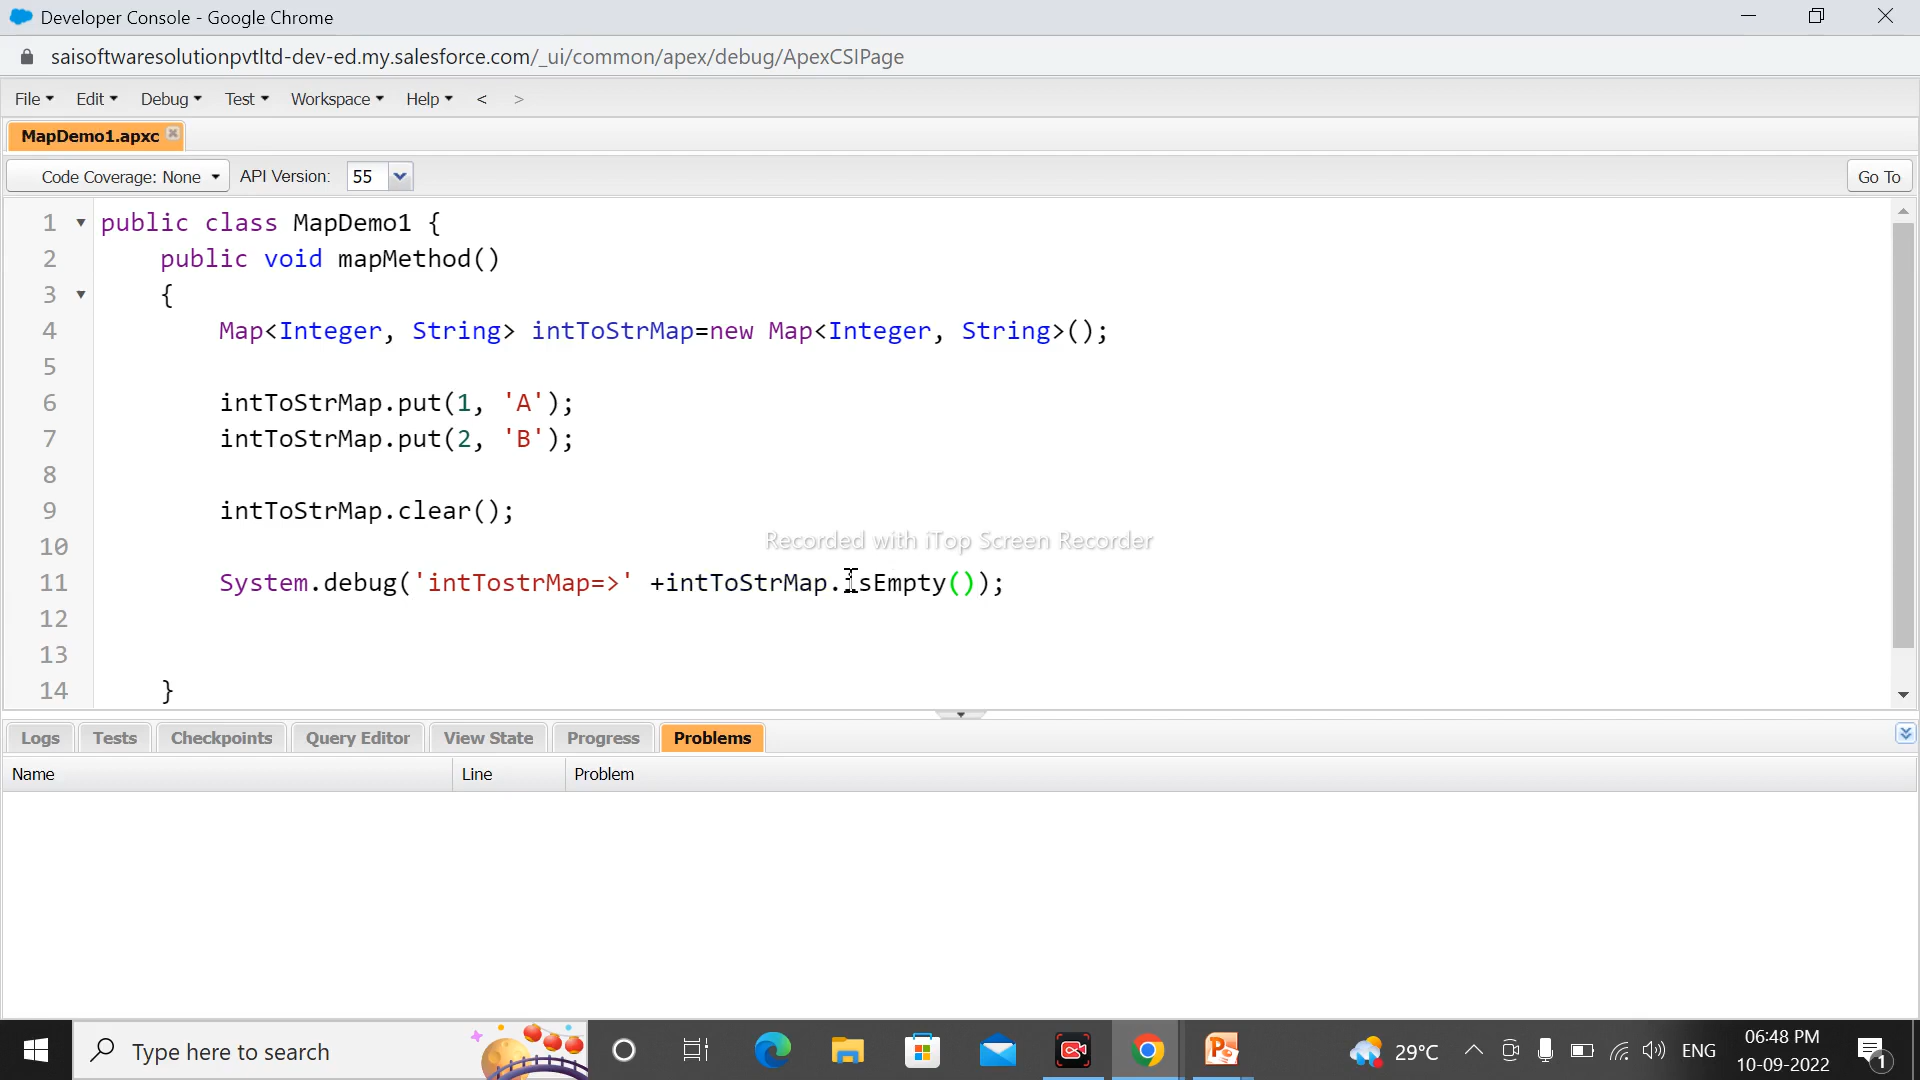 Developer Console - Google Chrome
saisoftwaresolutionpvtltd-dev-ed.my.salesforce.com/_ui/common/apex/debug/ApexCSIPage
File Edit Debug Test Workspace Help < >
MapDemo1.apxc
Code Coverage: None API Version: 55 Go To
1 public class MapDemo1 {
2 public void mapMethod()
3 {
4 Map<Integer, String> intToStrMap=new Map<Integer, String>();
5
6 intToStrMap.put(1, 'A');
7 intToStrMap.put(2, 'B');
8
9 intToStrMap.clear();
10
Recorded with iTop Screen Recorder
11 System.debug('intTostrMap=>' +intToStrMap.isEmpty());
12
13
14 }
Logs Tests Checkpoints Query Editor View State Progress Problems
Name Line Problem
Type here to search
29°C ENG
06:48 PM
10-09-2022
1